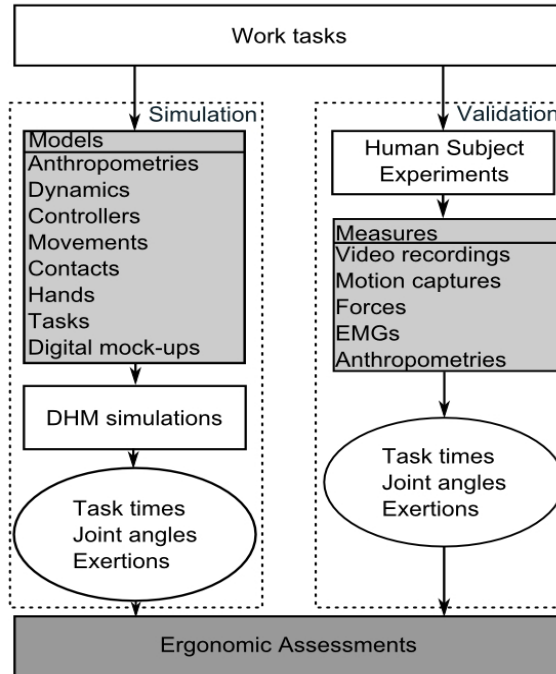 Work tasks
Simulation
Models
Anthropometries
Dynamics
Controllers
Movements
Contacts
Hands
Tasks
Digital mock-ups
DHM simulations
Task times
Joint angles
Exertions
Validation
Human Subject
Experiments
Measures
Video recordings
Motion captures
Forces
EMGs
Anthropometries
Task times
Joint angles
Exertions
Ergonomic Assessments